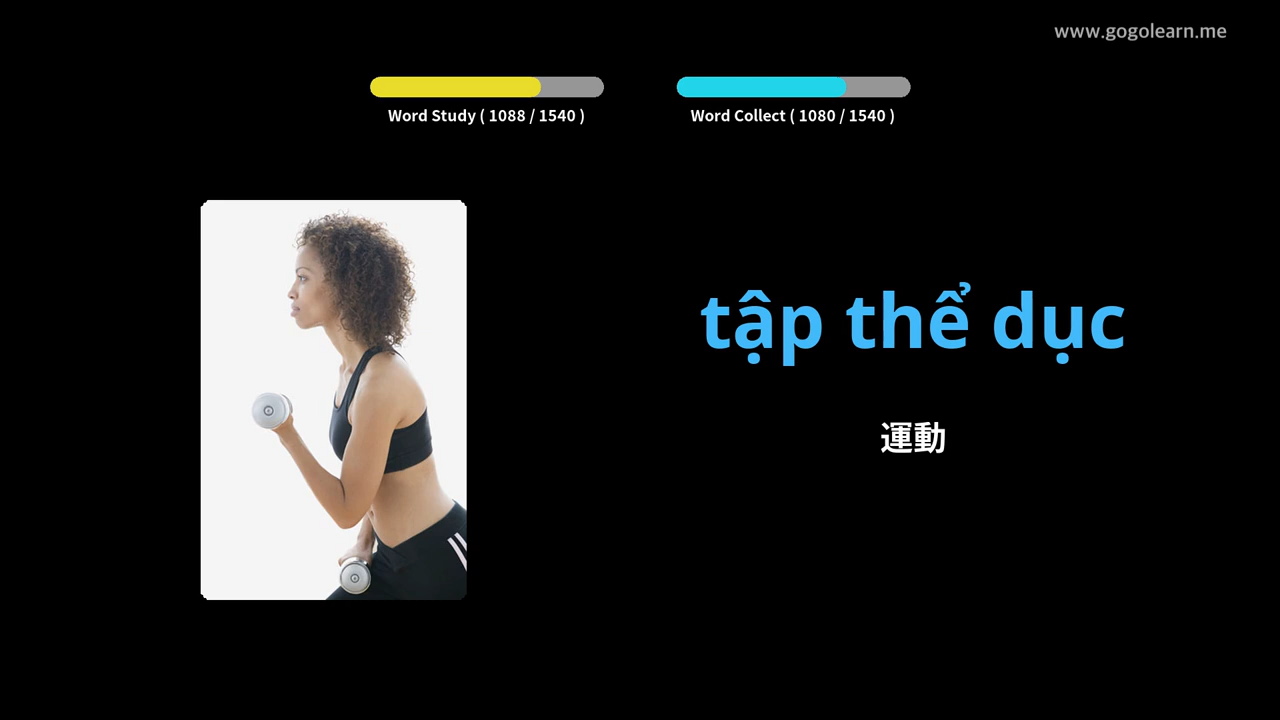 www.gogolearn.me
Word Study ( 1088 / 1540 )
Word Collect ( 1080 / 1540 )
tập thể dục
運動